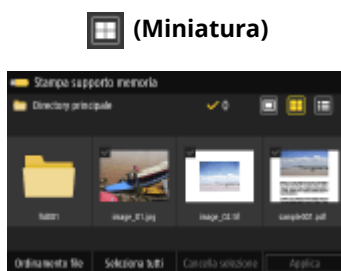 (Miniatura)
Stampa supporto memoria
Directory principale
0
image_01.jpg
image_02.tif
sample001.pdf
Ordinamento file
Seleziona tutti
Cancella selezione
Applica